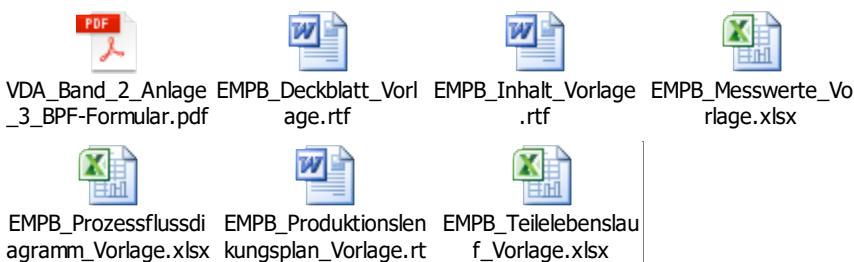 PDF
VDA_Band_2_Anlage EMPB_Deckblatt_Vorl EMPB_Inhalt_Vorlage EMPB_Messwerte_Vo
_3_BPF-Formular.pdf age.rtf .rtf rlage.xlsx
EMPB_Prozessflussdi EMPB_Produktionslen EMPB_Teilelebenslau
agramm_Vorlage.xlsx kungsplan_Vorlage.rt f_Vorlage.xlsx